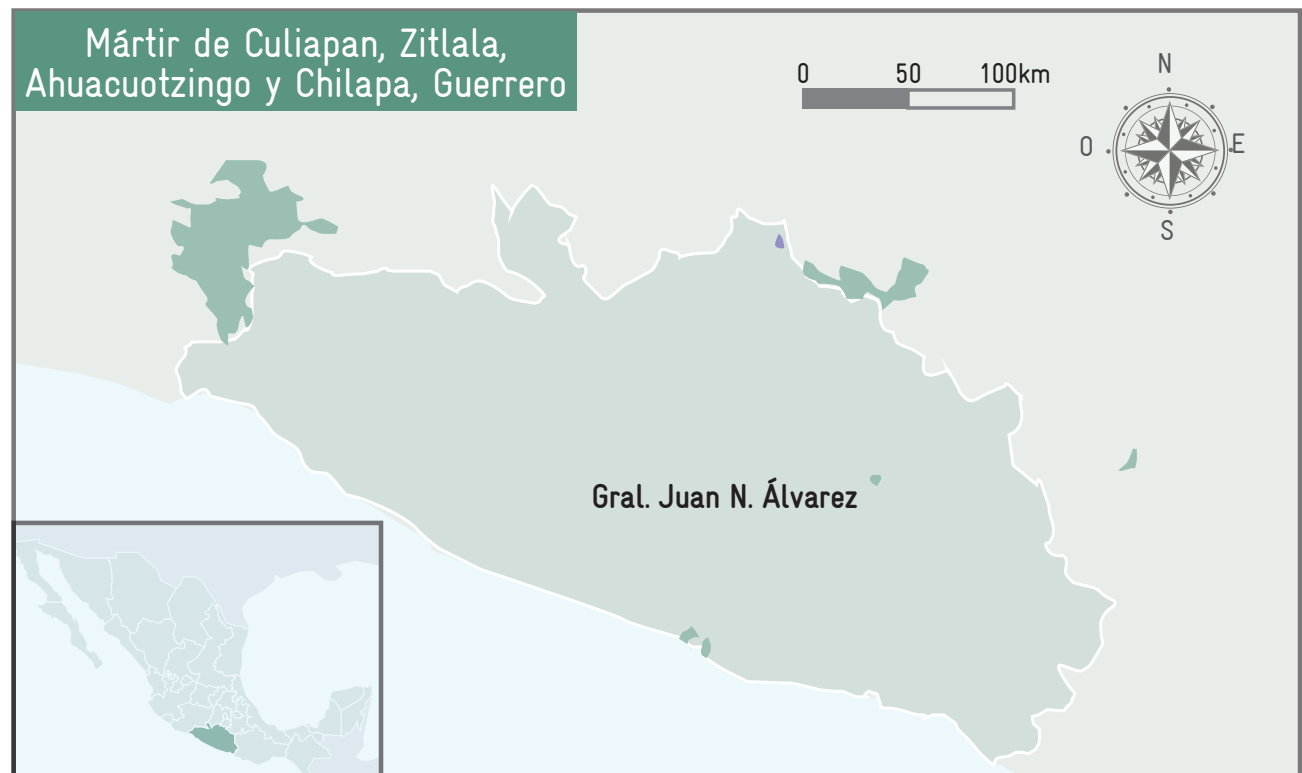 Mártir de Culiapan, Zitlala,
Ahuacuotzingo y Chilapa, Guerrero
0 50 100km
N
O E
S
Gral. Juan N. Álvarez